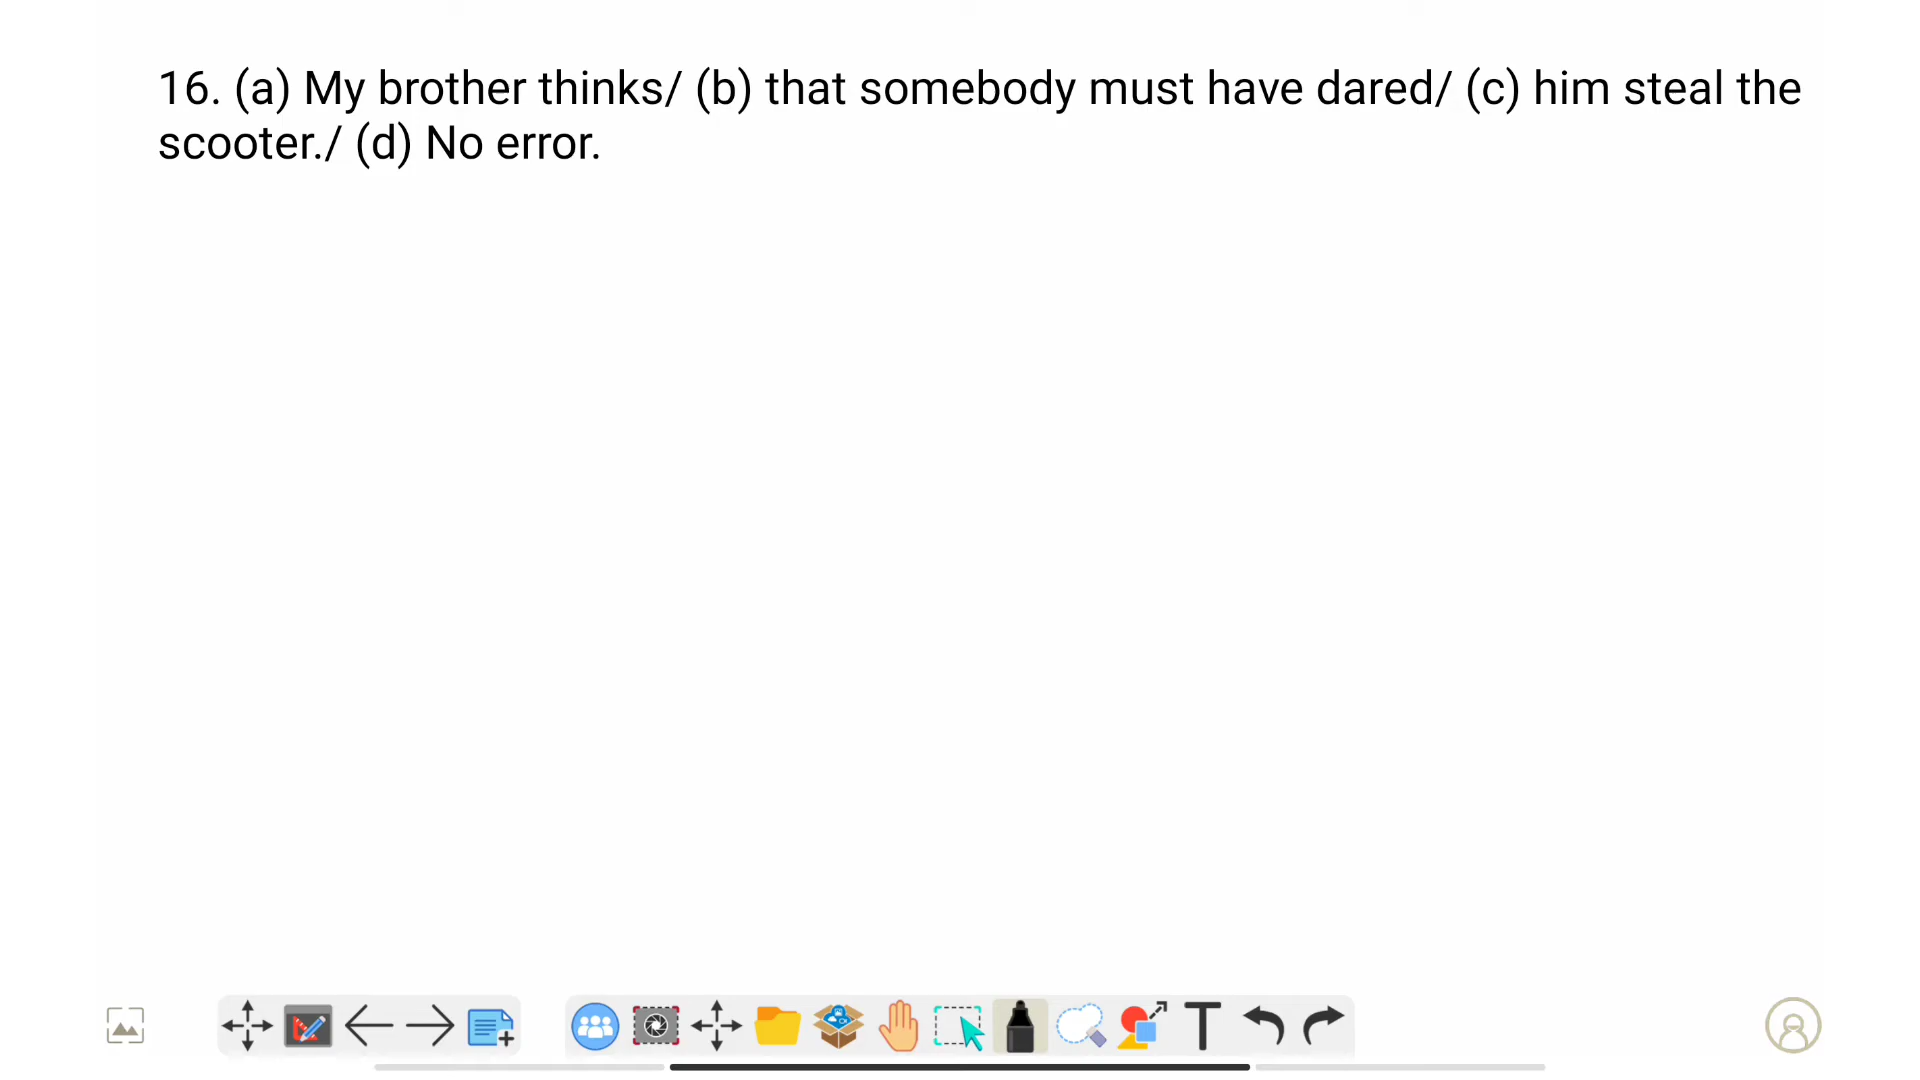 16. (a) My brother thinks/ (b) that somebody must have dared/ (c) him steal the
scooter./ (d) No error.